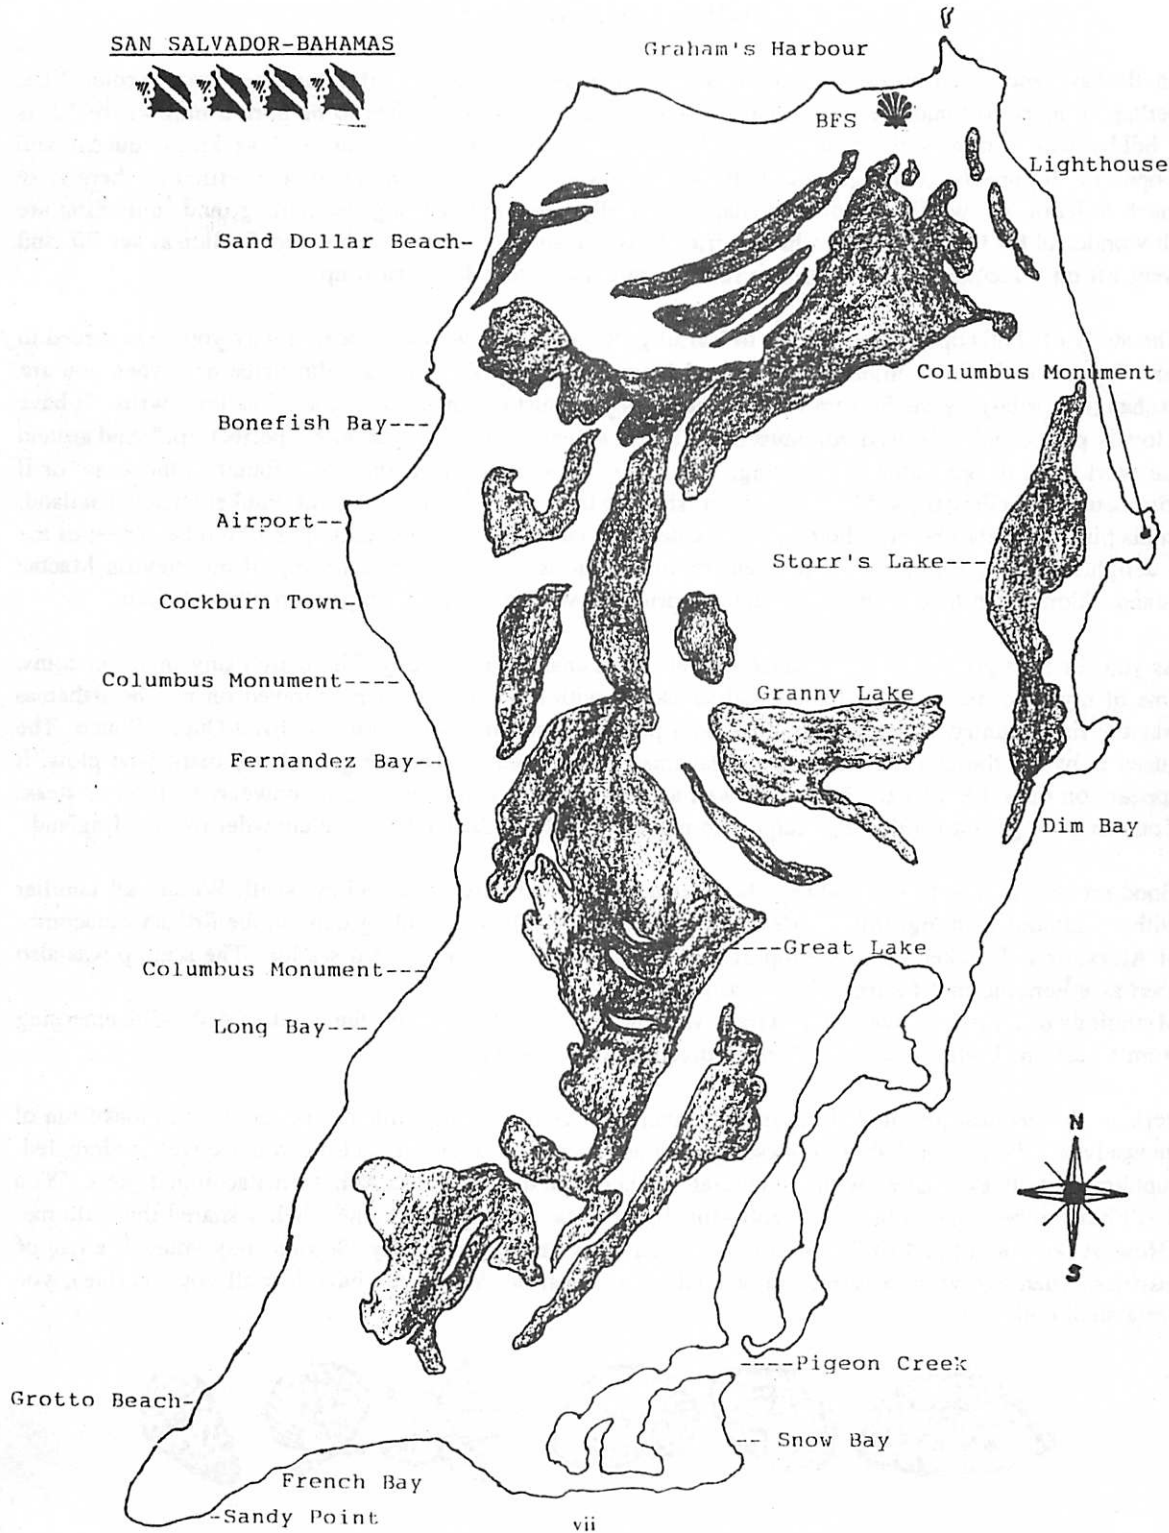 SAN SALVADOR-BAHAMAS
Graham's Harbour
BFS
Lighthouse
Sand Dollar Beach-
Columbus Monument
Bonefish Bay---
Airport--
Storr's Lake---
Cockburn Town-
Columbus Monument---
Granny Lake
Fernandez Bay--
Dim Bay
----Great Lake
Columbus Monument---
Long Bay---
N
S
----Pigeon Creek
Grotto Beach-
-- Snow Bay
French Bay
-Sandy Point
vii